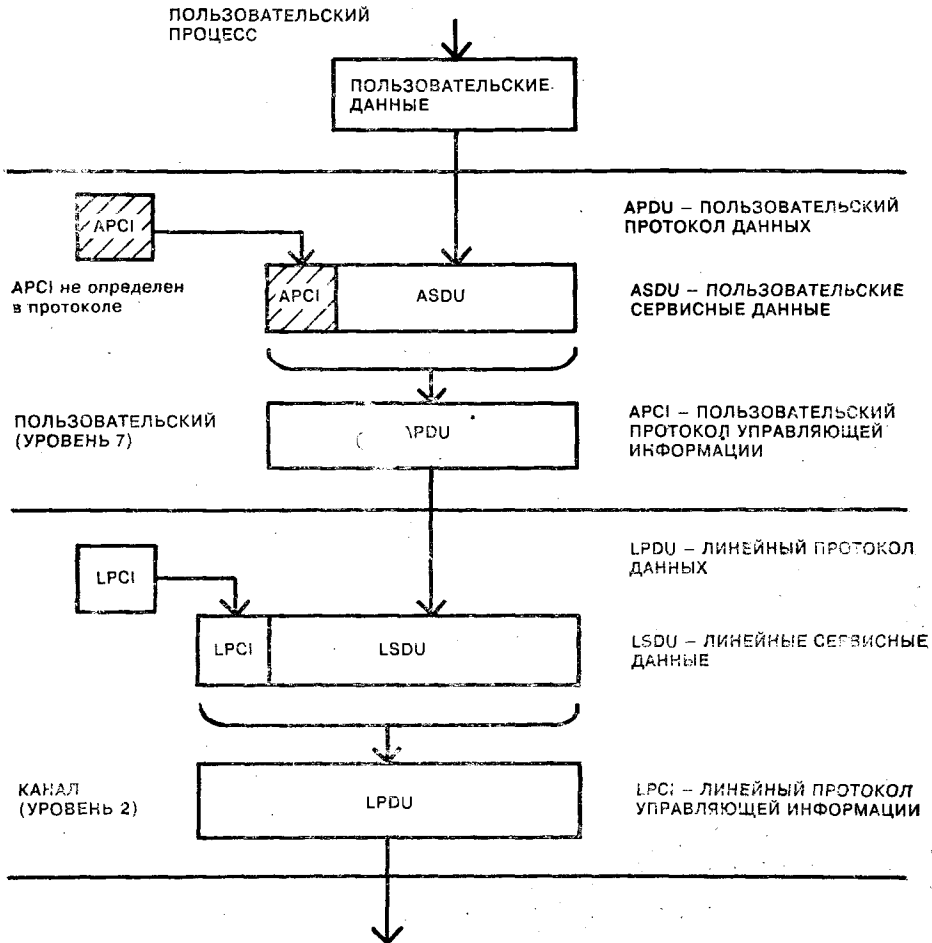 ПОЛЬЗОВАТЕЛЬСКИЙ
ПРОЦЕСС
ПОЛЬЗОВАТЕЛЬСКИЕ
ДАННЫЕ
APCI
APDU – ПОЛЬЗОВАТЕЛЬСКИЙ
ПРОТОКОЛ ДАННЫХ
APCI не определен
в протоколе
APCI
ASDU
ASDU – ПОЛЬЗОВАТЕЛЬСКИЕ
СЕРВИСНЫЕ ДАННЫЕ
ПОЛЬЗОВАТЕЛЬСКИЙ
(УРОВЕНЬ 7)
APDU
APCI – ПОЛЬЗОВАТЕЛЬСКИЙ
ПРОТОКОЛ УПРАВЛЯЮЩЕЙ
ИНФОРМАЦИИ
LPCI
LPDU – ЛИНЕЙНЫЙ ПРОТОКОЛ
ДАННЫХ
LPCI
LSDU
LSDU – ЛИНЕЙНЫЕ СЕРВИСНЫЕ
ДАННЫЕ
КАНАЛ
(УРОВЕНЬ 2)
LPDU
LPCI – ЛИНЕЙНЫЙ ПРОТОКОЛ
УПРАВЛЯЮЩЕЙ ИНФОРМАЦИИ